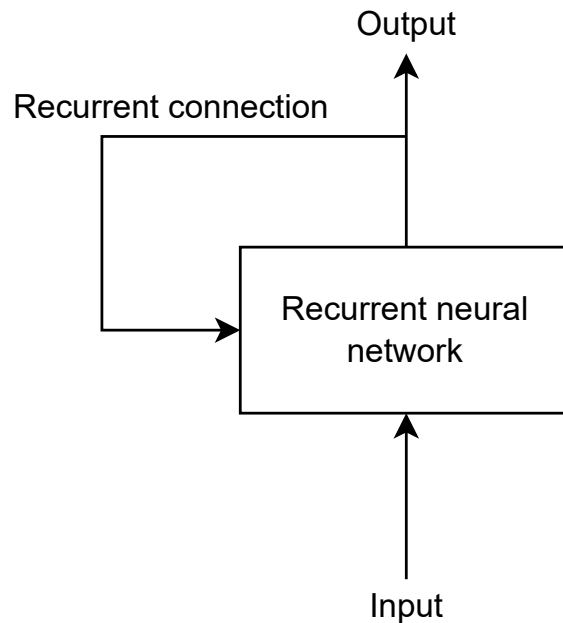 Output
Recurrent connection
Recurrent neural
network
Input